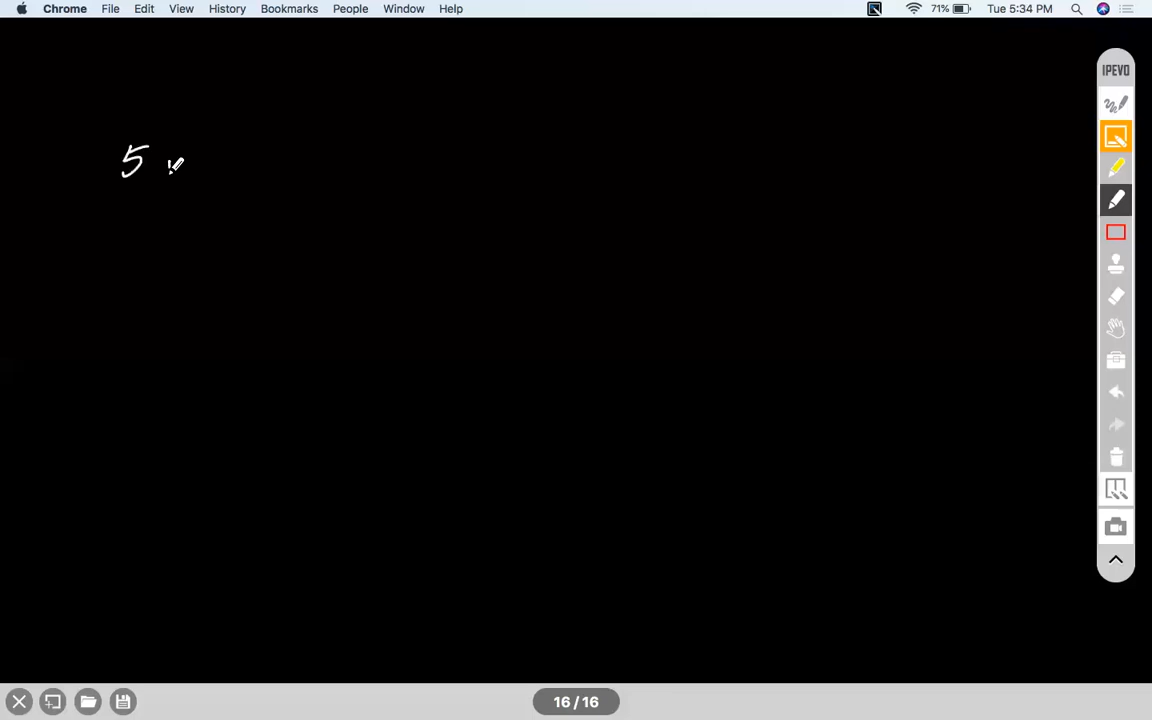 Chrome File Edit View History Bookmarks People Window Help 71% Tue 5:34 PM
IPEVO
5
16 / 16